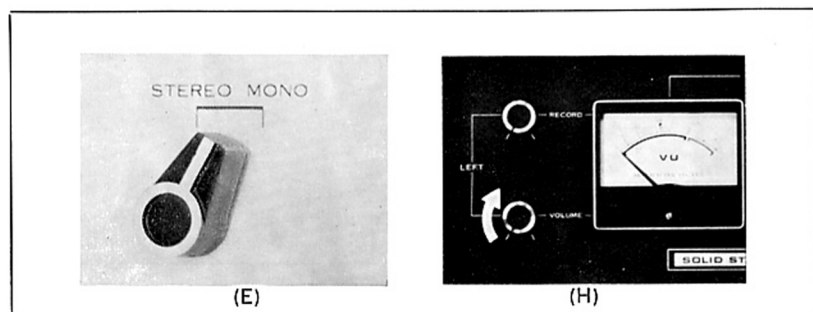 STEREO MONO
(E)
RECORD
LEFT
VU
VOLUME
SOLID ST
(H)